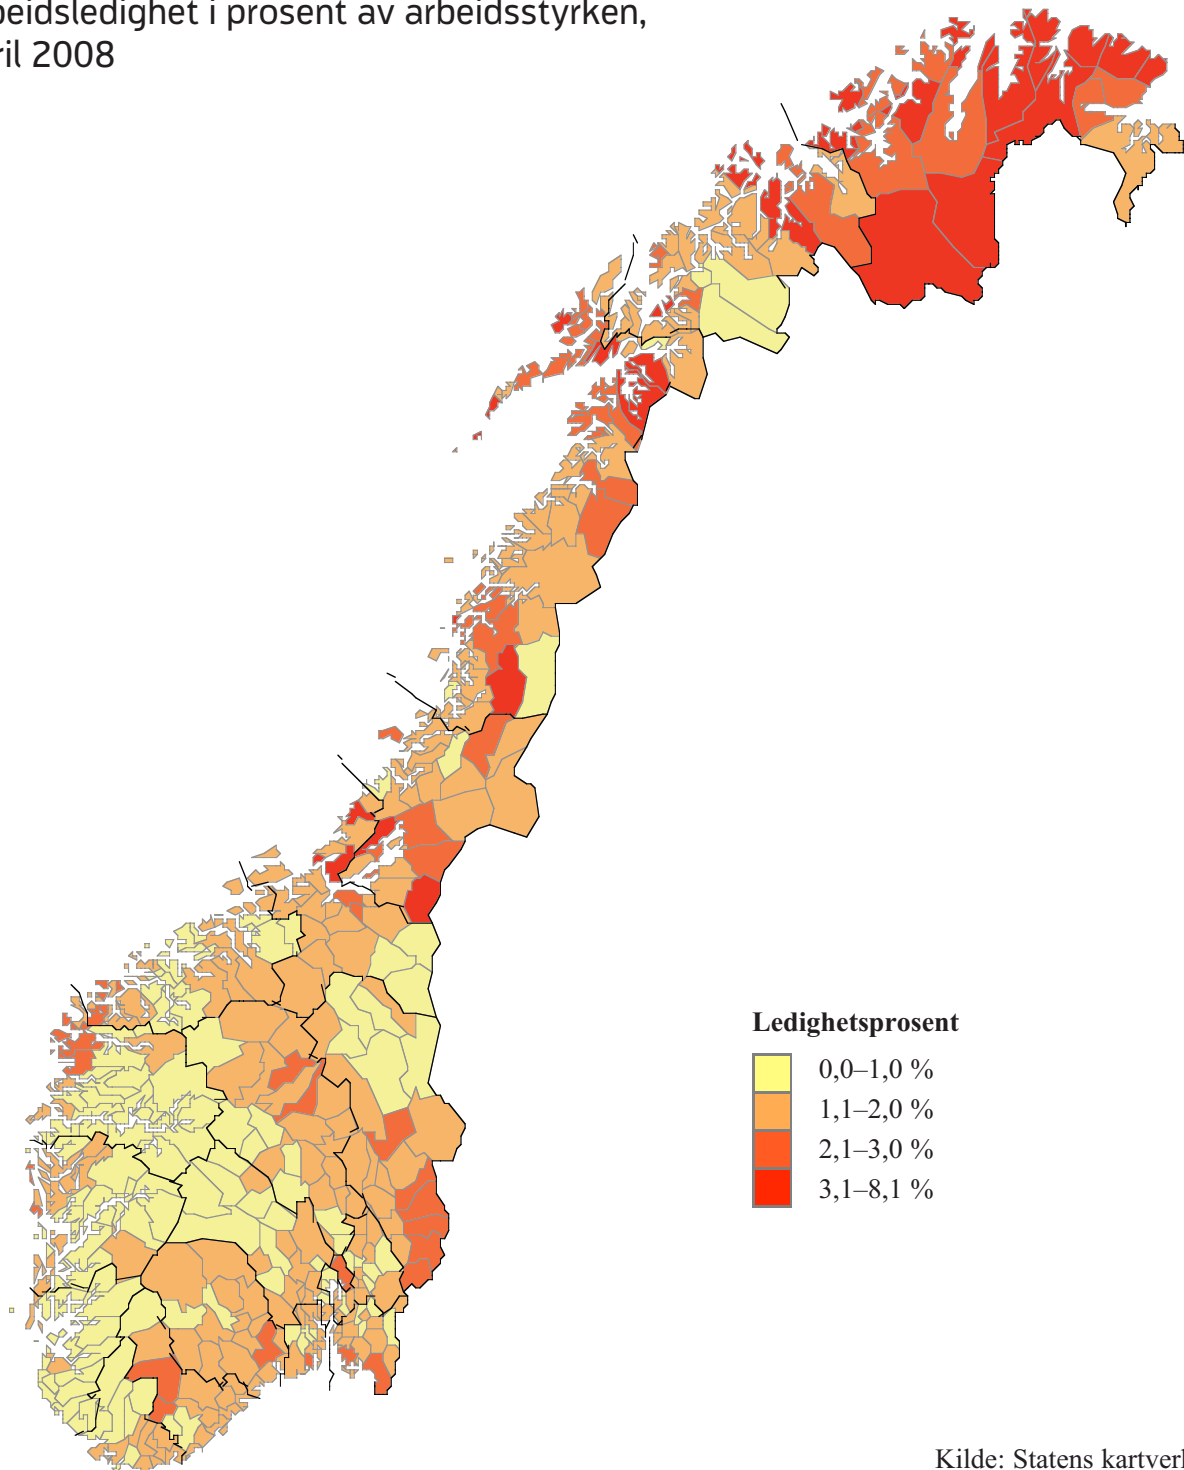 beidsledighet i prosent av arbeidsstyrken,
ril 2008
Ledighetsprosent
0,0–1,0 %
1,1–2,0 %
2,1–3,0 %
3,1–8,1 %
Kilde: Statens kartverk